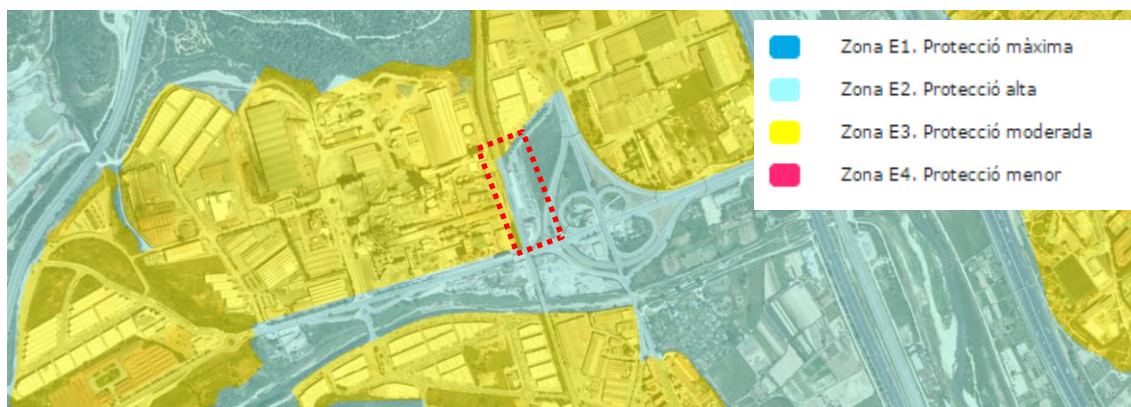 Zona E1. Protecció màxima
Zona E2. Protecció alta
Zona E3. Protecció moderada
Zona E4. Protecció menor